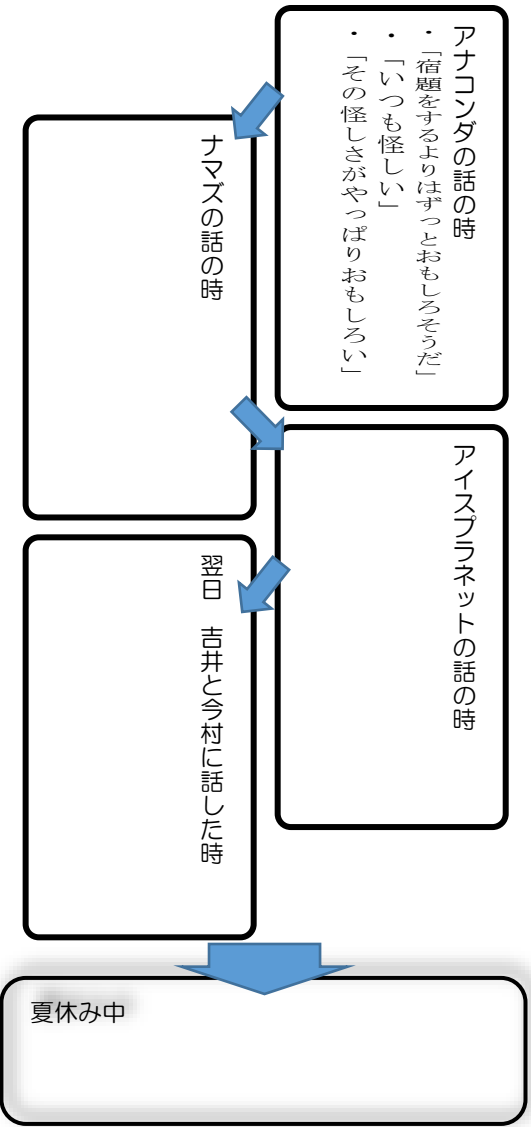 アナコンダの話の時
・「宿題をするよりはずっとおもしろそうだ」
・「いつも怪しい」
・「その怪しさがやっぱりおもしろい」
ナマズの話の時
アイスプラネットの話の時
翌日　吉井と今村に話した時
夏休み中